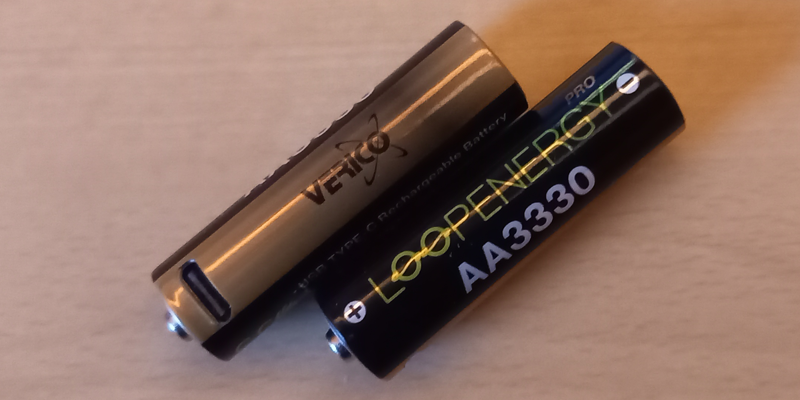 VERICO
USB TYPE-C Rechargeable Battery
PRO
LOOPENERGY
AA3330